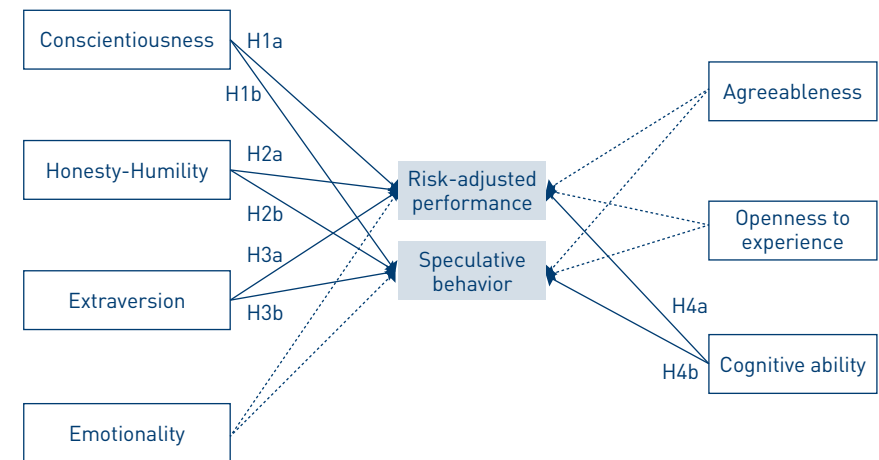 Conscientiousness
H1a
H1b
Honesty-Humility
H2a
H2b
H3a
Extraversion
H3b
Emotionality
Risk-adjusted
performance
Speculative
behavior
Agreeableness
Openness to
experience
H4a
Cognitive ability
H4b